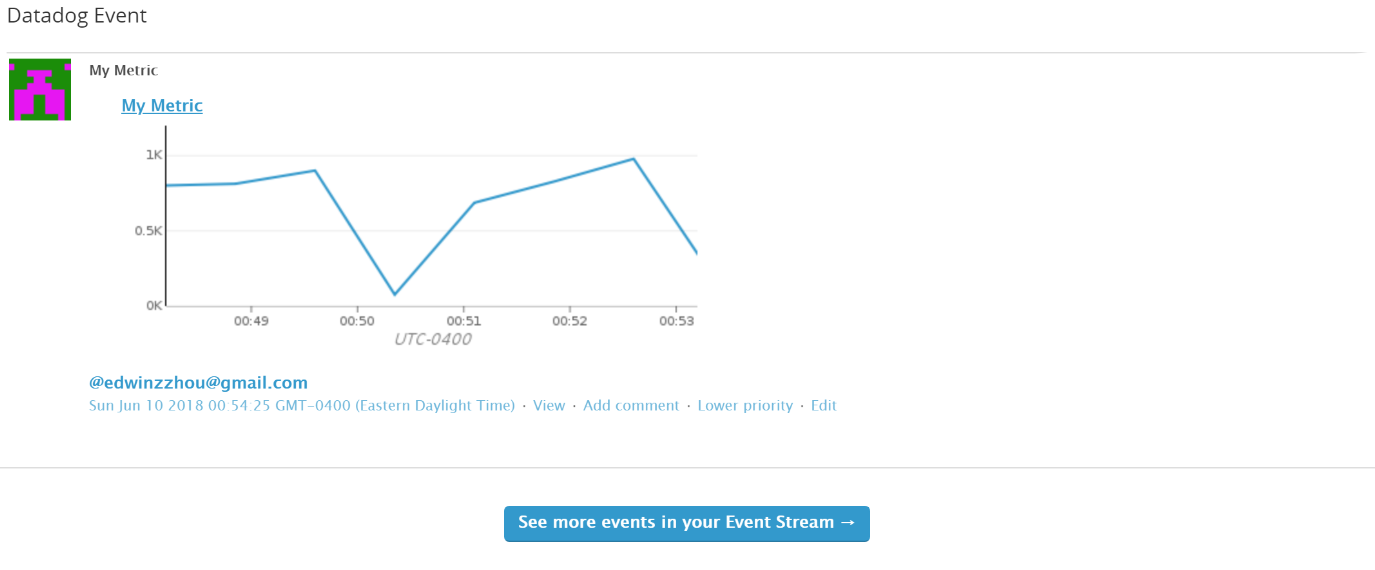 Datadog Event
My Metric
My Metric
1K
0.5K
0K
00:49 00:50 00:51 00:52 00:53
UTC-0400
@edwinzzhou@gmail.com
Sun Jun 10 2018 00:54:25 GMT-0400 (Eastern Daylight Time) · View · Add comment · Lower priority · Edit
See more events in your Event Stream →